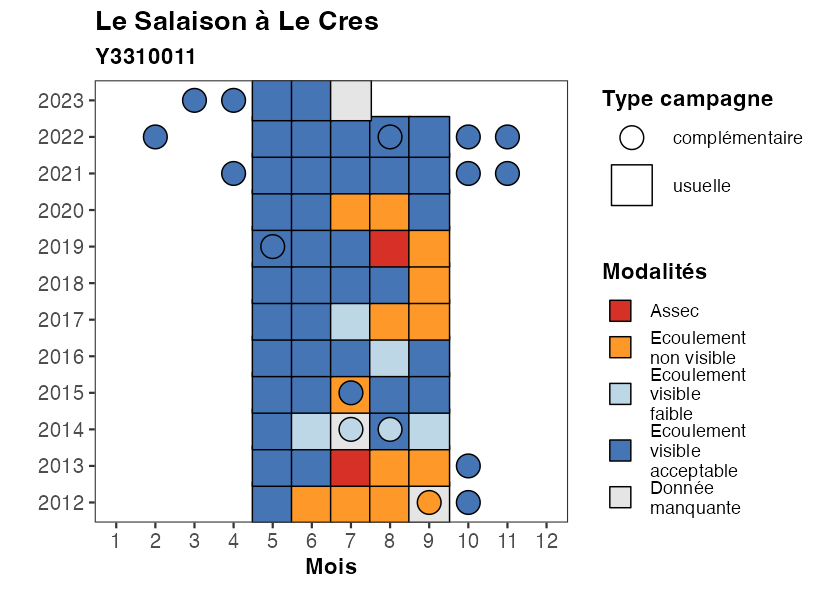 Le Salaison à Le Cres
Y3310011
2023
2022
2021
2020
2019
2018
2017
2016
2015
2014
2013
2012
1 2 3 4 5 6 7 8 9 10 11 12
Mois
Type campagne
complémentaire
usuelle
Modalités
Assec
Ecoulement
non visible
Ecoulement
visible
faible
Ecoulement
visible
acceptable
Donnée
manquante